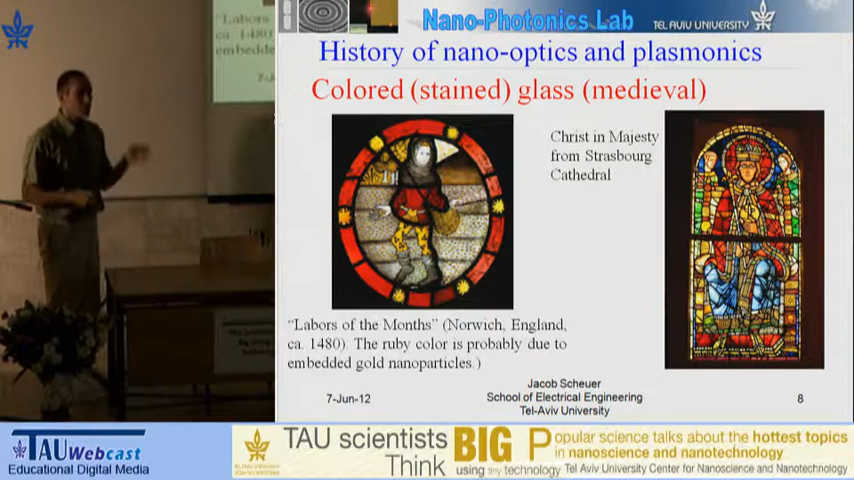 "Labors
ca. 1480
embedde
Nano-Photonics Lab
TEL AVIV UNIVERSITY
History of nano-optics and plasmonics
Colored (stained) glass (medieval)
Christ in Majesty
from Strasbourg
Cathedral
"Labors of the Months" (Norwich, England,
ca. 1480). The ruby color is probably due to
embedded gold nanoparticles.)
7-Jun-12
Jacob Scheuer
School of Electrical Engineering
Tel-Aviv University
8
TAU Webcast
Educational Digital Media
TAU scientists
Think
BIG
using tiny technology
Popular science talks about the hottest topics
in nanoscience and nanotechnology
Tel Aviv University Center for Nanoscience and Nanotechnology